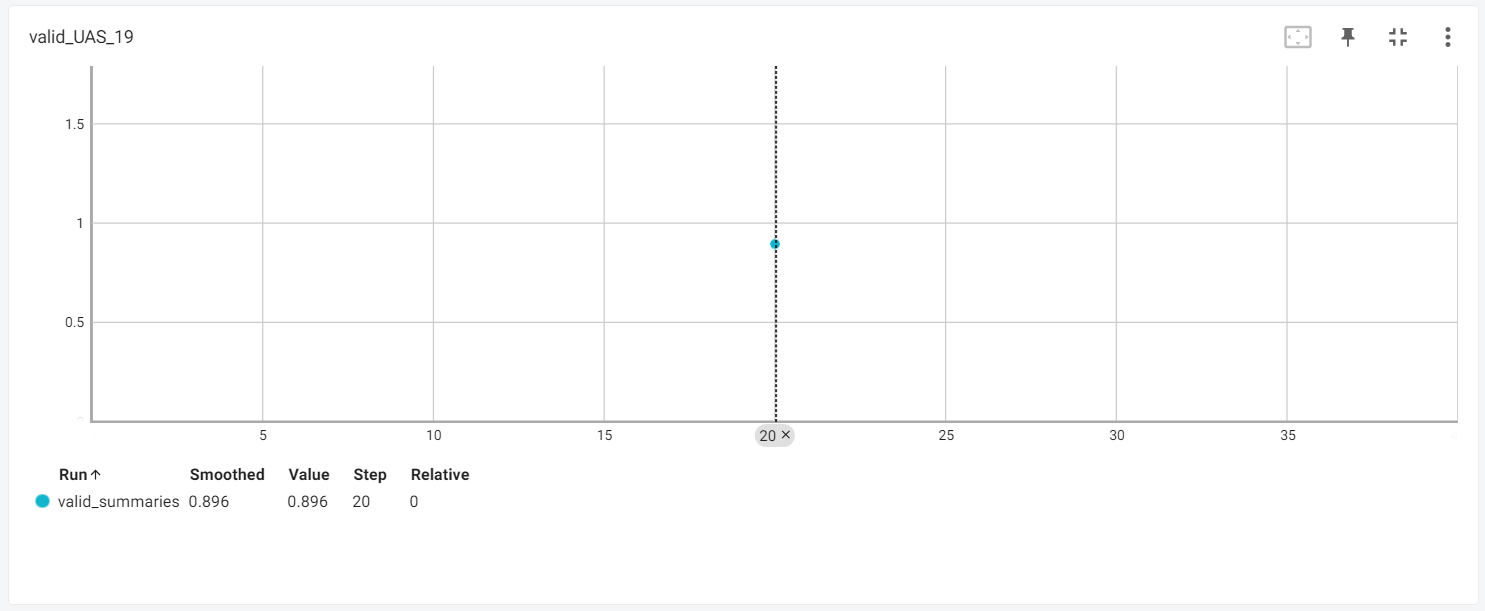 valid_UAS_19
1.5
1
0.5
5 10 15 20 × 25 30 35
Run↑ Smoothed Value Step Relative
valid_summaries 0.896 0.896 20 0